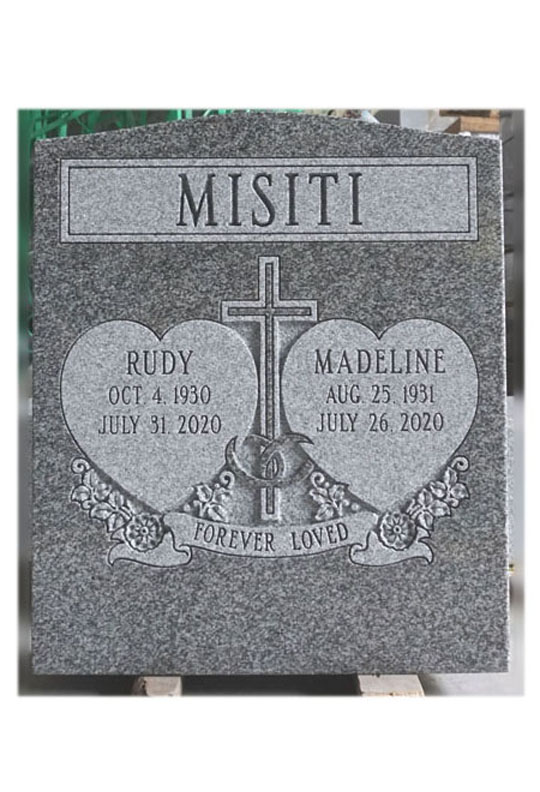 MISITI
RUDY
OCT. 4, 1930
JULY 31, 2020
MADELINE
AUG. 25, 1931
JULY 26, 2020
FOREVER LOVED